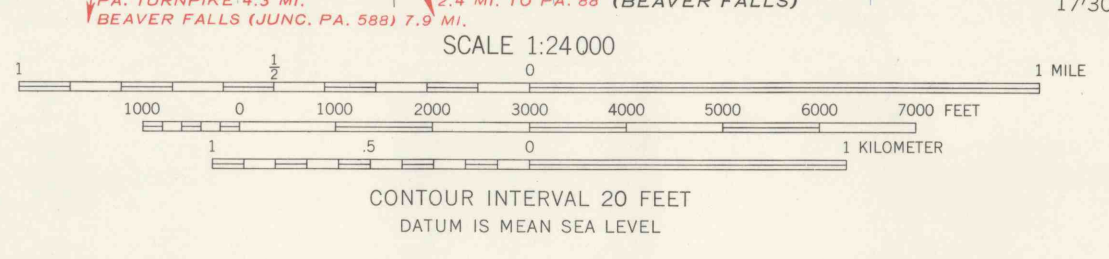 PA. TURNPIKE 4.3 MI.
2.4 MI. TO PA. 88 (BEAVER FALLS)
17'30
BEAVER FALLS (JUNC. PA. 588) 7.9 MI.
SCALE 1:24 000
1 1/2 0 1 MILE
1000 0 1000 2000 3000 4000 5000 6000 7000 FEET
1 .5 0 1 KILOMETER
CONTOUR INTERVAL 20 FEET
DATUM IS MEAN SEA LEVEL